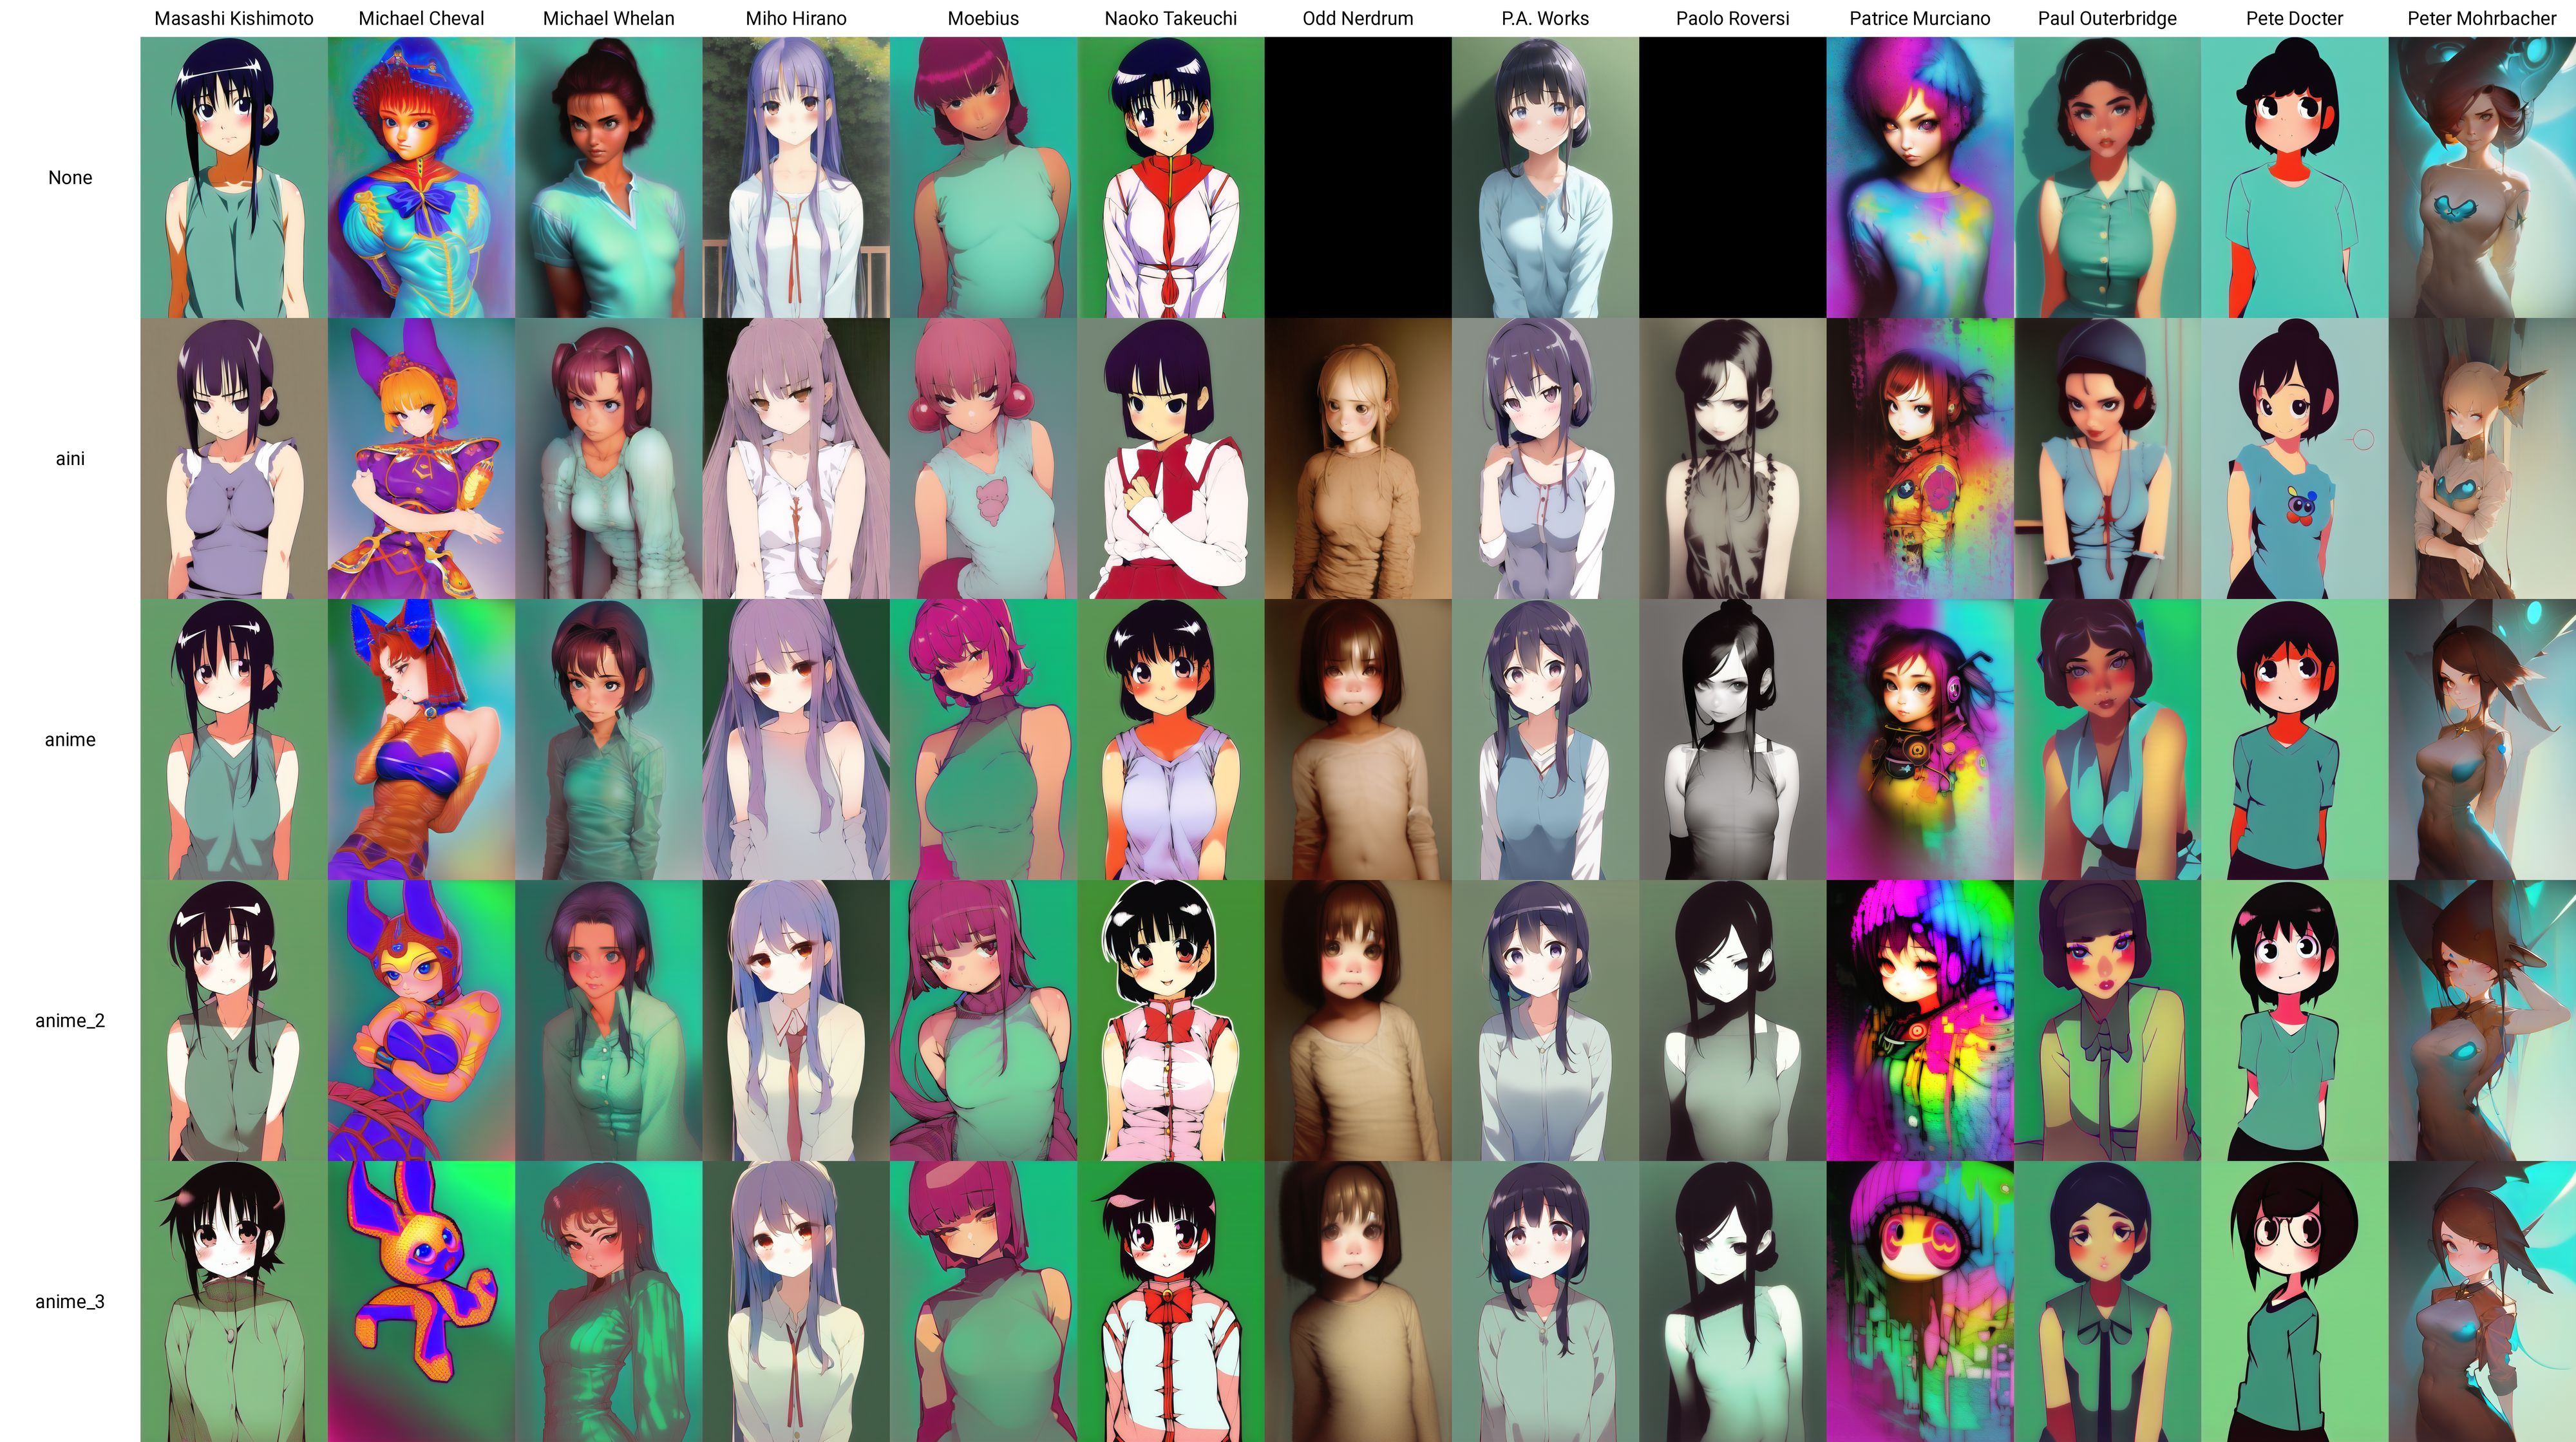 Masashi Kishimoto Michael Cheval Michael Whelan Miho Hirano Moebius Naoko Takeuchi Odd Nerdrum P.A. Works Paolo Roversi Patrice Murciano Paul Outerbridge Pete Docter Peter Mohrbacher
None
aini
anime
anime_2
anime_3